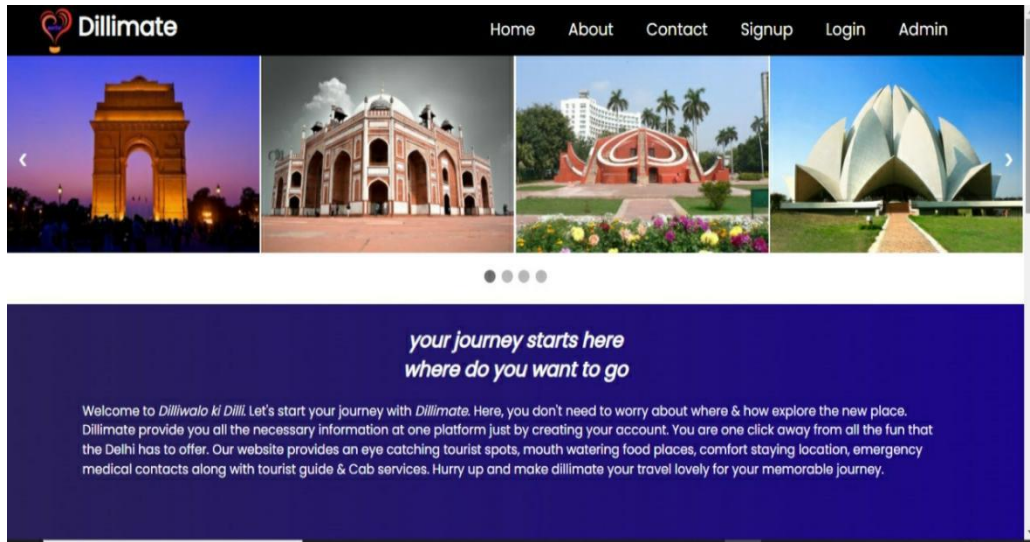 Dillimate
Home About Contact Signup Login Admin
your journey starts here
where do you want to go
Welcome to Dilliwalo ki Dilli. Let's start your journey with Dillimate. Here, you don't need to worry about where & how explore the new place.
Dillimate provide you all the necessary information at one platform just by creating your account. You are one click away from all the fun that
the Delhi has to offer. Our website provides an eye catching tourist spots, mouth watering food places, comfort staying location, emergency
medical contacts along with tourist guide & Cab services. Hurry up and make dillimate your travel lovely for your memorable journey.